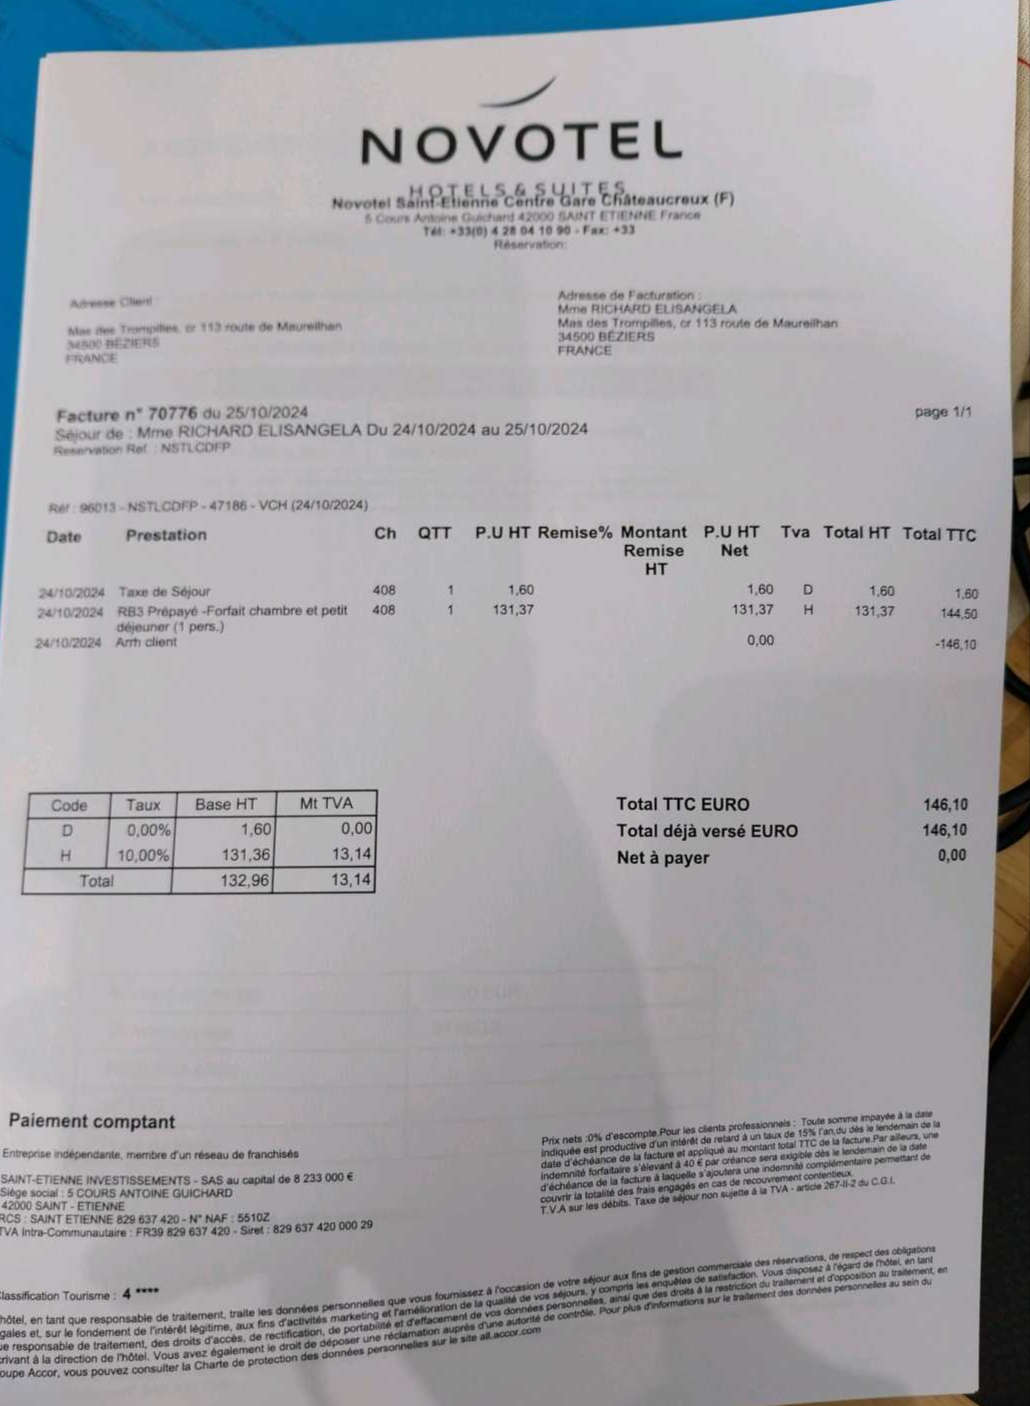 NOVOTEL
HOTELS & SUITES
Novotel Saint-Etienne Centre Gare Châteaucreux (F)
5 Cours Antoine Guichard 42000 SAINT ETIENNE France
Tél: +33(0) 4 28 04 10 90 - Fax: +33
Réservation:
Adresse Client :
Mas des Trompilles, cr 113 route de Maureilhan
34500 BÉZIERS
FRANCE
Adresse de Facturation :
Mme RICHARD ELISANGELA
Mas des Trompilles, cr 113 route de Maureilhan
34500 BÉZIERS
FRANCE
Facture n° 70776 du 25/10/2024
page 1/1
Séjour de : Mme RICHARD ELISANGELA Du 24/10/2024 au 25/10/2024
Reservation Ref. : NSTLCDFP
Réf : 96013 - NSTLCDFP - 47186 - VCH (24/10/2024)
Date Prestation Ch QTT P.U HT Remise% Montant P.U HT Tva Total HT Total TTC
Remise Net
HT
24/10/2024 Taxe de Séjour 408 1 1,60 1,60 D 1,60 1,60
24/10/2024 RB3 Prépayé -Forfait chambre et petit 408 1 131,37 131,37 H 131,37 144,50
déjeuner (1 pers.)
24/10/2024 Arrh client 0,00 -146,10
Code Taux Base HT Mt TVA
D 0,00% 1,60 0,00
H 10,00% 131,36 13,14
Total 132,96 13,14
Total TTC EURO 146,10
Total déjà versé EURO 146,10
Net à payer 0,00
Paiement comptant
Entreprise indépendante, membre d'un réseau de franchisés
SAINT-ETIENNE INVESTISSEMENTS - SAS au capital de 8 233 000 €
Siège social : 5 COURS ANTOINE GUICHARD
42000 SAINT - ETIENNE
RCS : SAINT ETIENNE 829 637 420 - N° NAF : 5510Z
TVA Intra-Communautaire : FR39 829 637 420 - Siret : 829 637 420 000 29
Prix nets :0% d'escompte.Pour les clients professionnels : Toute somme impayée à la date
indiquée est productive d'un intérêt de retard à un taux de 15% l'an,du dès le lendemain de la
date d'échéance de la facture et appliqué au montant total TTC de la facture.Par ailleurs, une
indemnité forfaitaire s'élevant à 40 € par créance sera exigible dès le lendemain de la date
d'échéance de la facture à laquelle s'ajoutera une indemnité complémentaire permettant de
couvrir la totalité des frais engagés en cas de recouvrement contentieux.
T.V.A sur les débits. Taxe de séjour non sujette à la TVA - article 267-II-2 du C.G.I.
Classification Tourisme : 4 ****
hôtel, en tant que responsable de traitement, traite les données personnelles que vous fournissez à l'occasion de votre séjour aux fins de gestion commerciale des réservations, de respect des obligations
gales et, sur le fondement de l'intérêt légitime, aux fins d'activités marketing et l'amélioration de la qualité de vos séjours, y compris les enquêtes de satisfaction. Vous disposez à l'égard de l'hôtel, en tant
ue responsable de traitement, des droits d'accès, de rectification, de portabilité et d'effacement de vos données personnelles, ainsi que des droits à la restriction du traitement et d'opposition au traitement, en
crivant à la direction de l'hôtel. Vous avez également le droit de déposer une réclamation auprès d'une autorité de contrôle. Pour plus d'informations sur le traitement des données personnelles au sein du
oupe Accor, vous pouvez consulter la Charte de protection des données personnelles sur le site all.accor.com